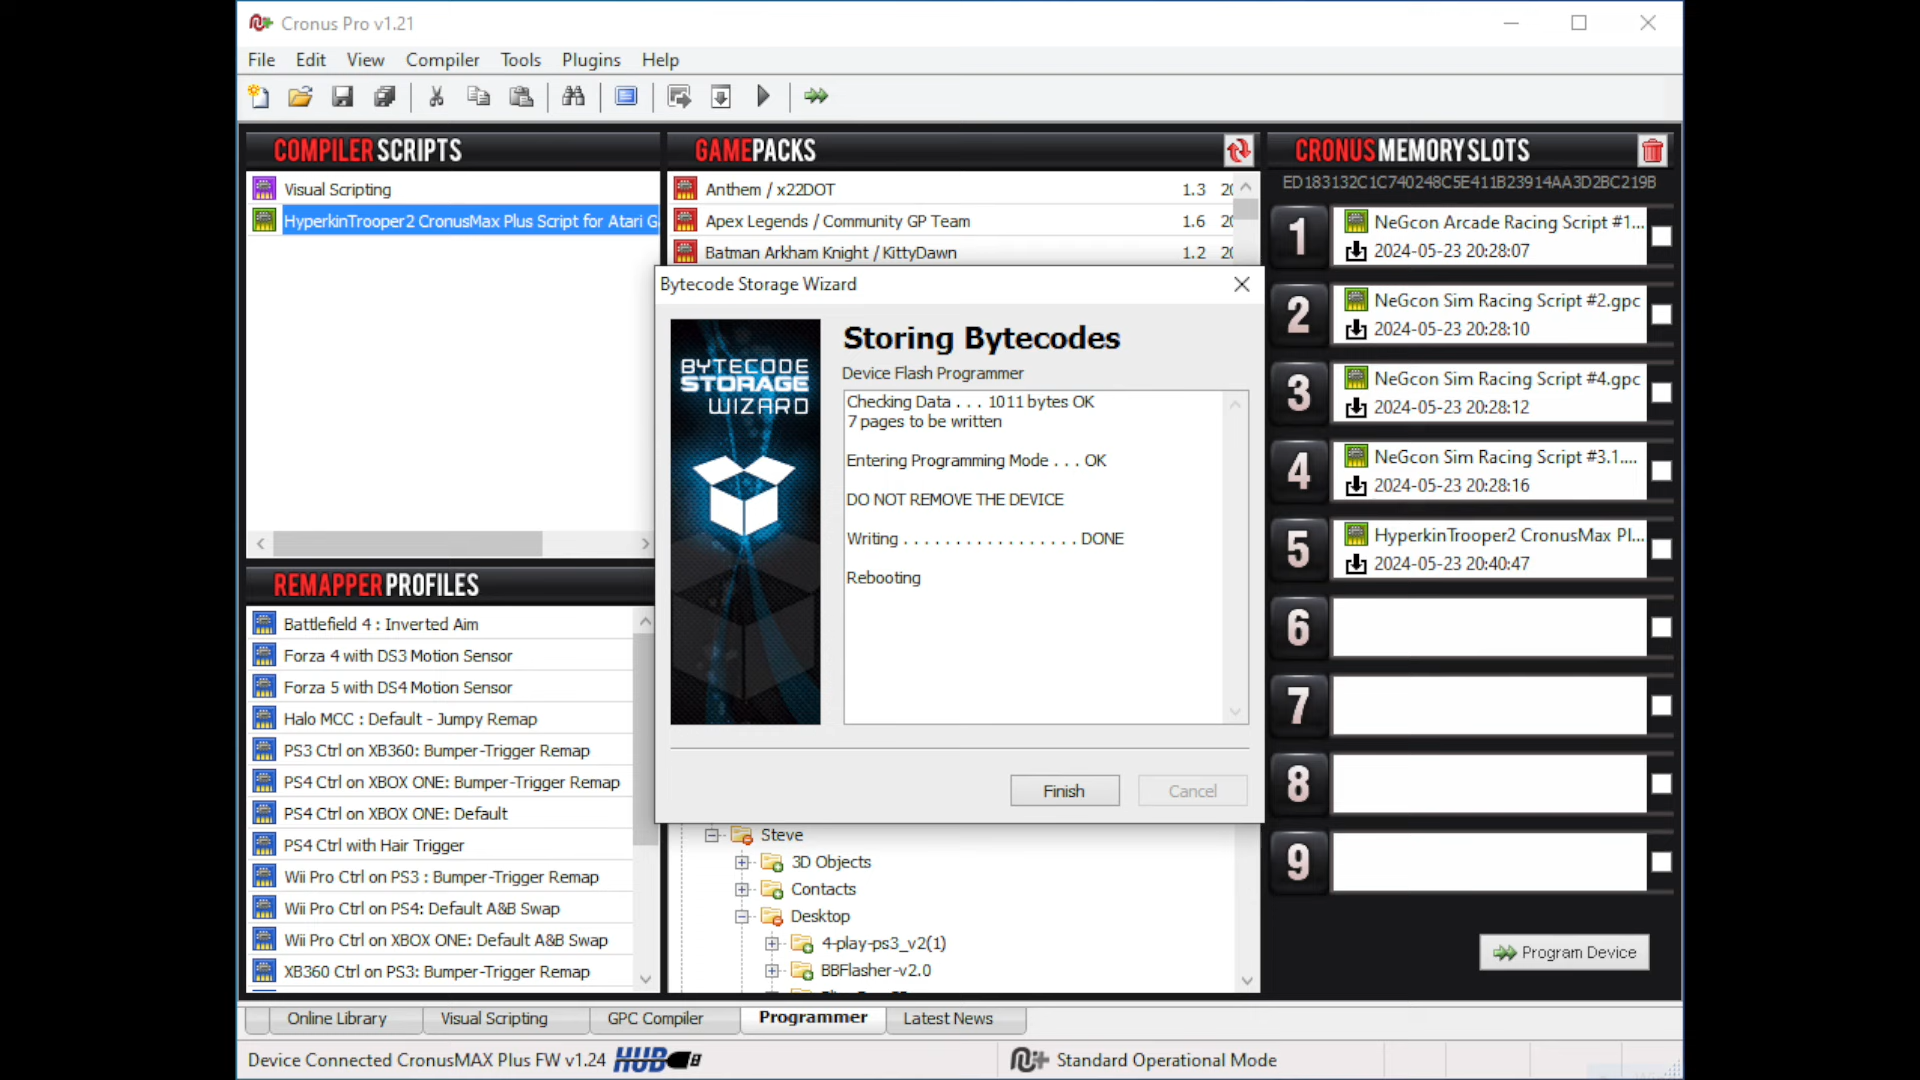 Cronus Pro v1.21
File Edit View Compiler Tools Plugins Help
COMPILER SCRIPTS
Visual Scripting
HyperkinTrooper2 CronusMax Plus Script for Atari G
GAMEPACKS
Anthem / x22DOT 1.3
Apex Legends / Community GP Team 1.6
Batman Arkham Knight / KittyDawn 1.2
CRONUS MEMORY SLOTS
ED183132C1C740248C5E411B23914AA3D2BC219B
1 NeGcon Arcade Racing Script #1...
2024-05-23 20:28:07
2 NeGcon Sim Racing Script #2.gpc
2024-05-23 20:28:10
3 NeGcon Sim Racing Script #4.gpc
2024-05-23 20:28:12
4 NeGcon Sim Racing Script #3.1....
2024-05-23 20:28:16
5 HyperkinTrooper2 CronusMax Pl...
2024-05-23 20:40:47
6
7
8
9
Program Device
Bytecode Storage Wizard
BYTECODE
STORAGE
WIZARD
Storing Bytecodes
Device Flash Programmer
Checking Data . . . 1011 bytes OK
7 pages to be written
Entering Programming Mode . . . OK
DO NOT REMOVE THE DEVICE
Writing . . . . . . . . . . . . . . . . . DONE
Rebooting
Finish Cancel
REMAPPER PROFILES
Battlefield 4 : Inverted Aim
Forza 4 with DS3 Motion Sensor
Forza 5 with DS4 Motion Sensor
Halo MCC : Default - Jumpy Remap
PS3 Ctrl on XB360: Bumper-Trigger Remap
PS4 Ctrl on XBOX ONE: Bumper-Trigger Remap
PS4 Ctrl on XBOX ONE: Default
PS4 Ctrl with Hair Trigger
Wii Pro Ctrl on PS3 : Bumper-Trigger Remap
Wii Pro Ctrl on PS4: Default A&B Swap
Wii Pro Ctrl on XBOX ONE: Default A&B Swap
XB360 Ctrl on PS3: Bumper-Trigger Remap
Steve
3D Objects
Contacts
Desktop
4-play-ps3_v2(1)
BBFlasher-v2.0
Online Library Visual Scripting GPC Compiler Programmer Latest News
Device Connected CronusMAX Plus FW v1.24 HUB Standard Operational Mode